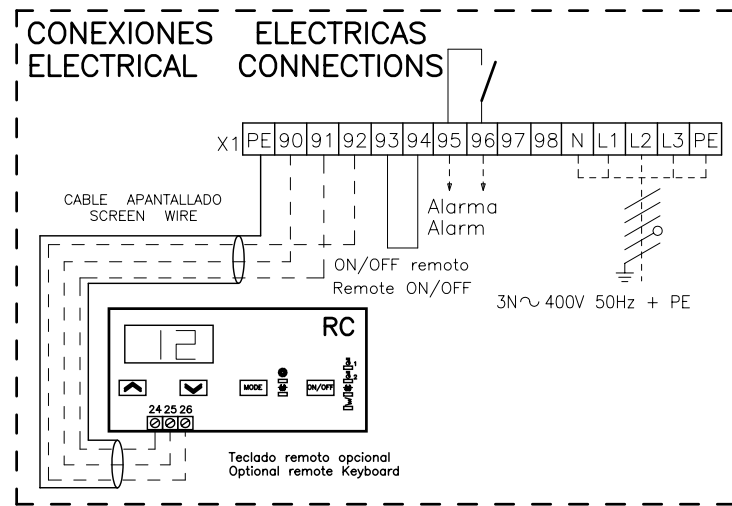 CONEXIONES ELECTRICAS
ELECTRICAL CONNECTIONS
X1 PE 90 91 92 93 94 95 96 97 98 N L1 L2 L3 PE
CABLE APANTALLADO
SCREEN WIRE
Alarma
Alarm
ON/OFF remoto
Remote ON/OFF
3N~ 400V 50Hz + PE
RC
12
MODE
ON/OFF
1
2
24 25 26
Teclado remoto opcional
Optional remote Keyboard